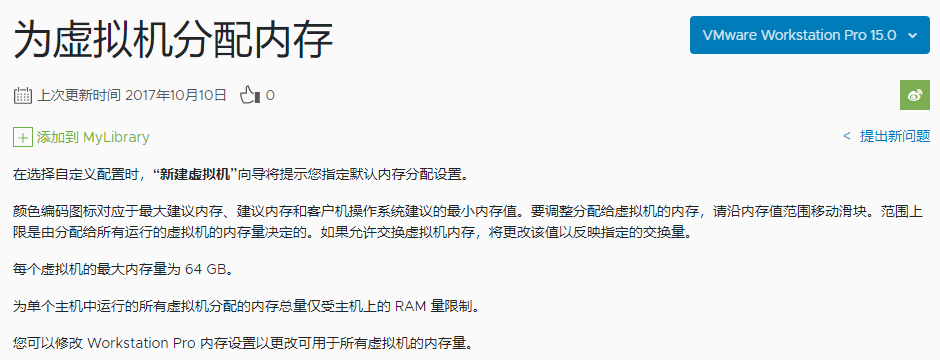 为虚拟机分配内存
VMware Workstation Pro 15.0
上次更新时间 2017年10月10日
0
添加到 MyLibrary
< 提出新问题
在选择自定义配置时，“新建虚拟机”向导将提示您指定默认内存分配设置。
颜色编码图标对应于最大建议内存、建议内存和客户机操作系统建议的最小内存值。要调整分配给虚拟机的内存，请沿内存值范围移动滑块。范围上
限是由分配给所有运行的虚拟机的内存量决定的。如果允许交换虚拟机内存，将更改该值以反映指定的交换量。
每个虚拟机的最大内存量为 64 GB。
为单个主机中运行的所有虚拟机分配的内存总量仅受主机上的 RAM 量限制。
您可以修改 Workstation Pro 内存设置以更改可用于所有虚拟机的内存量。